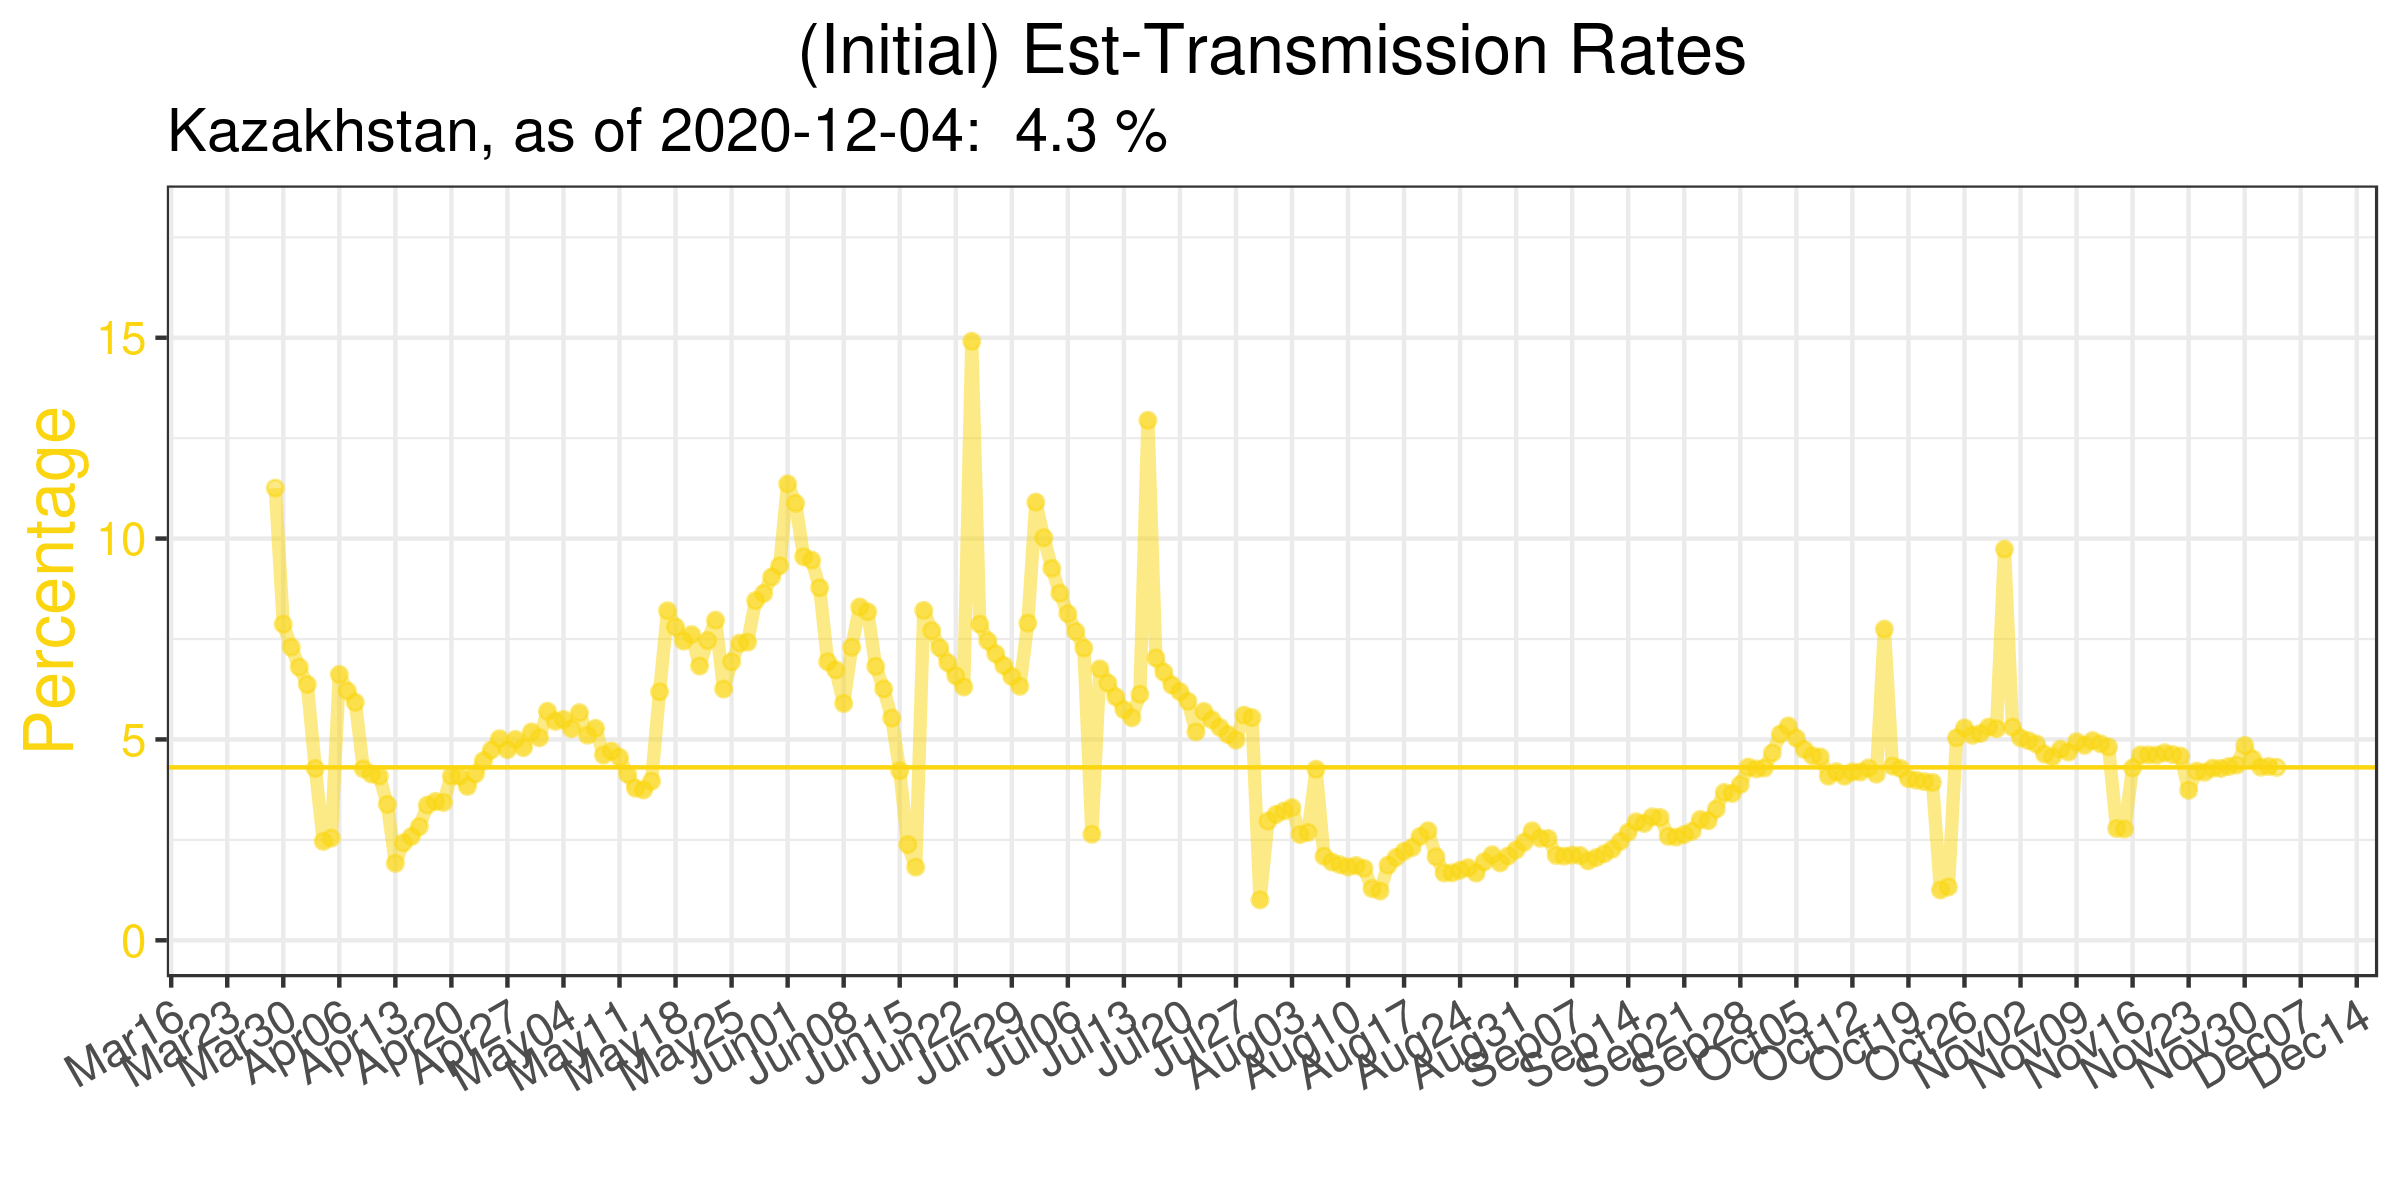 (Initial) Est-Transmission Rates
Kazakhstan, as of 2020-12-04:  4.3 %
Percentage
15
10
5
0
Mar16
Mar23
Mar30
Apr06
Apr13
Apr20
Apr27
May04
May11
May18
May25
Jun01
Jun08
Jun15
Jun22
Jun29
Jul06
Jul13
Jul20
Jul27
Aug03
Aug10
Aug17
Aug24
Aug31
Sep07
Sep14
Sep21
Sep28
Oct05
Oct12
Oct19
Oct26
Nov02
Nov09
Nov16
Nov23
Nov30
Dec07
Dec14